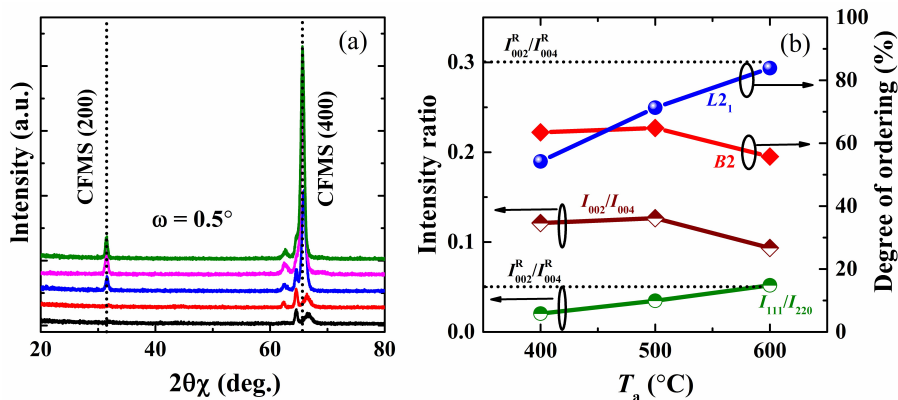 (a)
Intensity (a.u.)
CFMS (200)
CFMS (400)
ω = 0.5°
20 40 60 80
2θχ (deg.)
(b)
Intensity ratio
0.0
0.1
0.2
0.3
I^R_002/I^R_004
L2_1
B2
I_002/I_004
I^R_002/I^R_004
I_111/I_220
400 500 600
T_a (°C)
0
20
40
60
80
100
Degree of ordering (%)